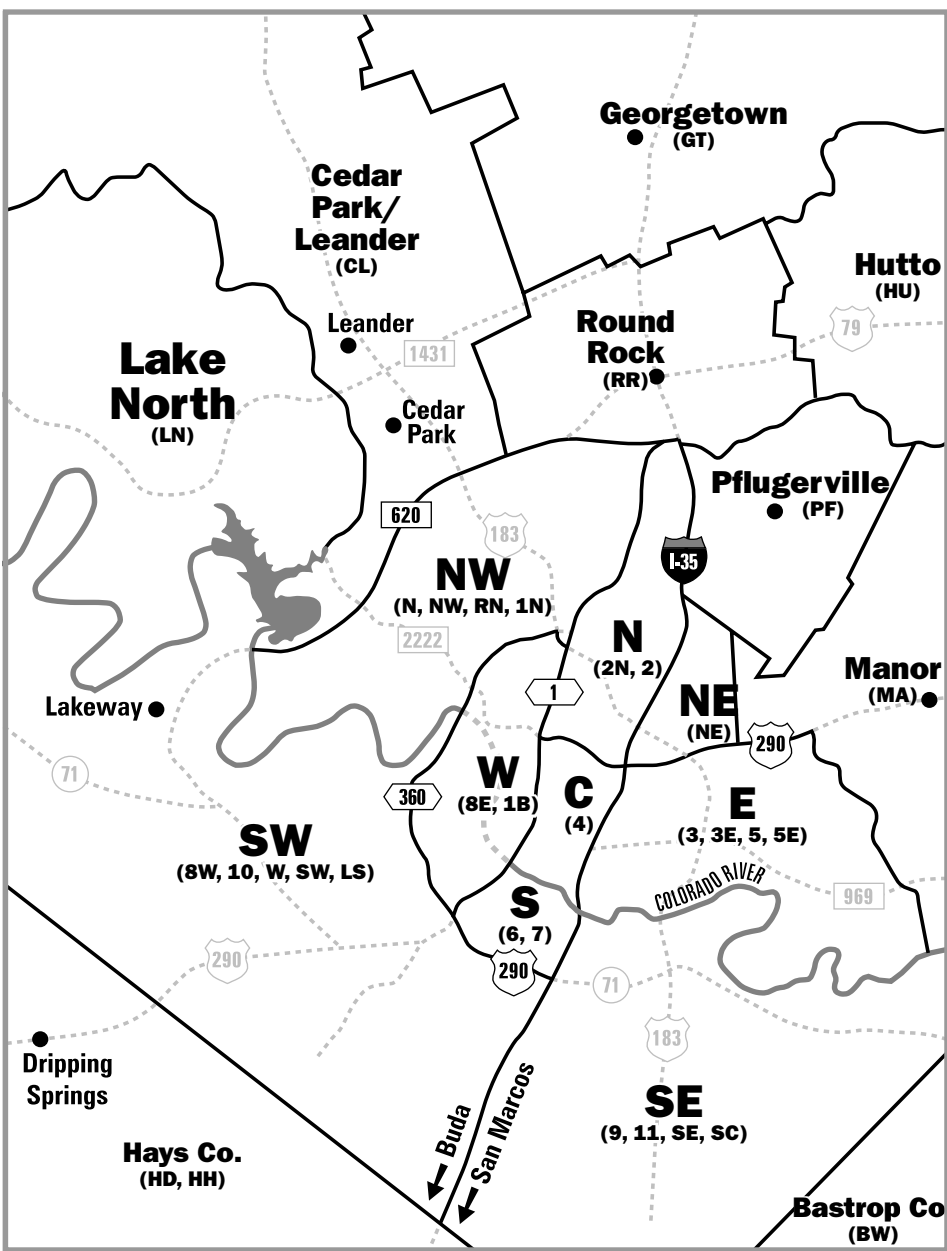 Georgetown
(GT)
Cedar
Park/
Leander
(CL)
Hutto
(HU)
Leander
Round
Rock
(RR)
79
1431
Lake
North
(LN)
Cedar
Park
Pflugerville
(PF)
620
183
I-35
NW
(N, NW, RN, 1N)
2222
N
(2N, 2)
1
Manor
(MA)
NE
(NE)
Lakeway
290
71
360
W
(8E, 1B)
C
(4)
E
(3, 3E, 5, 5E)
SW
(8W, 10, W, SW, LS)
COLORADO RIVER
969
S
(6, 7)
290
290
71
183
Dripping
Springs
SE
(9, 11, SE, SC)
Buda
San Marcos
Hays Co.
(HD, HH)
Bastrop Co
(BW)